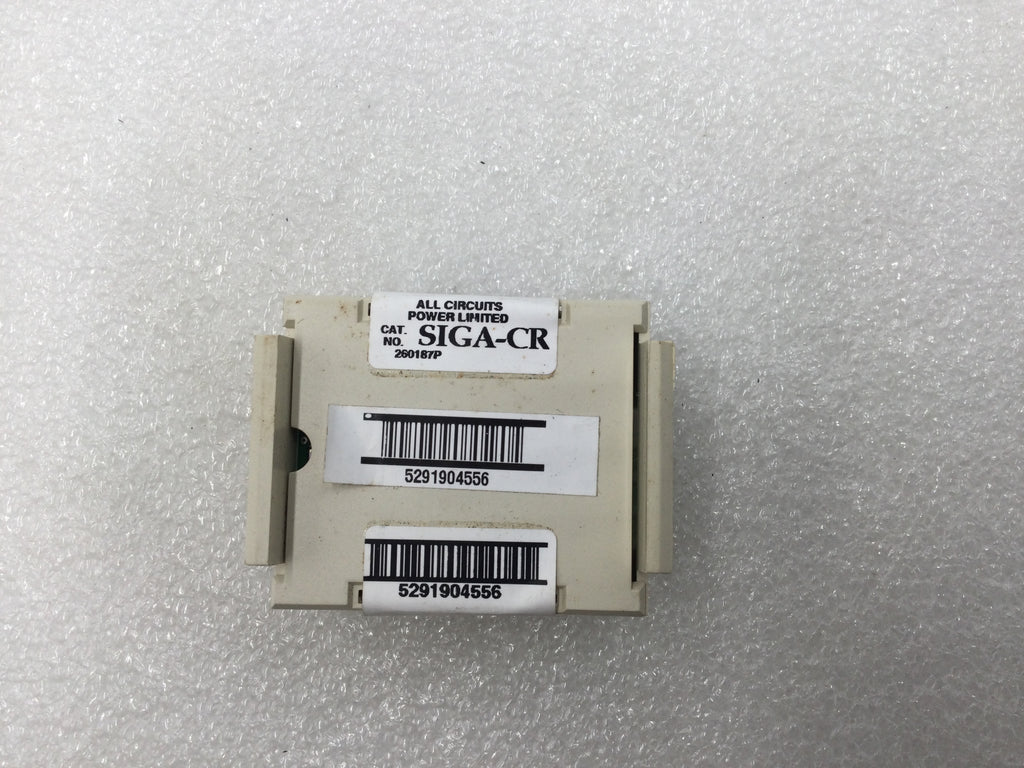 ALL CIRCUITS
POWER LIMITED
CAT. NO. SIGA-CR
260187P
5291904556
5291904556